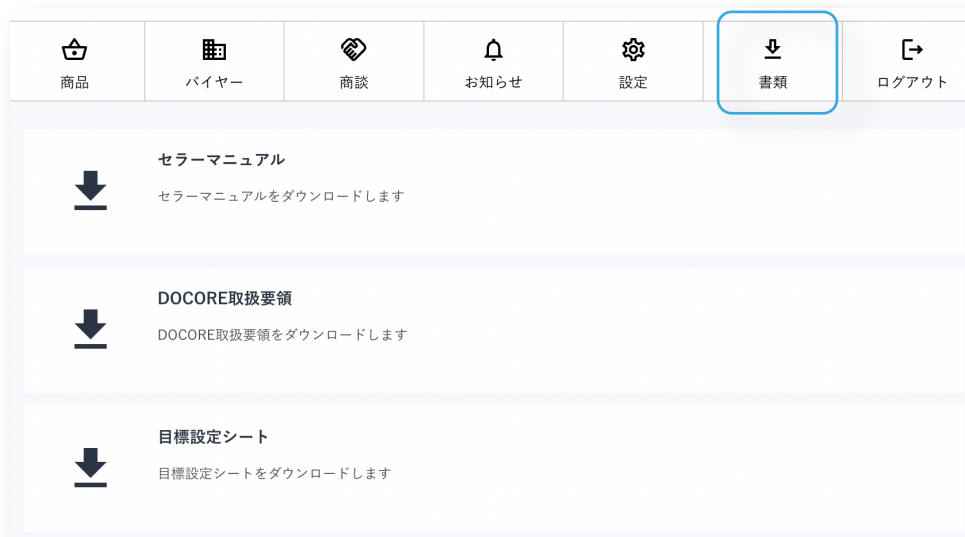 商品
バイヤー
商談
お知らせ
設定
書類
ログアウト
セラーマニュアル
セラーマニュアルをダウンロードします
DOCORE取扱要領
DOCORE取扱要領をダウンロードします
目標設定シート
目標設定シートをダウンロードします